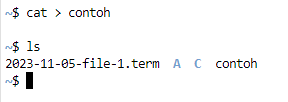 ~$ cat > contoh
~$ ls
2023-11-05-file-1.term  A  C  contoh
~$